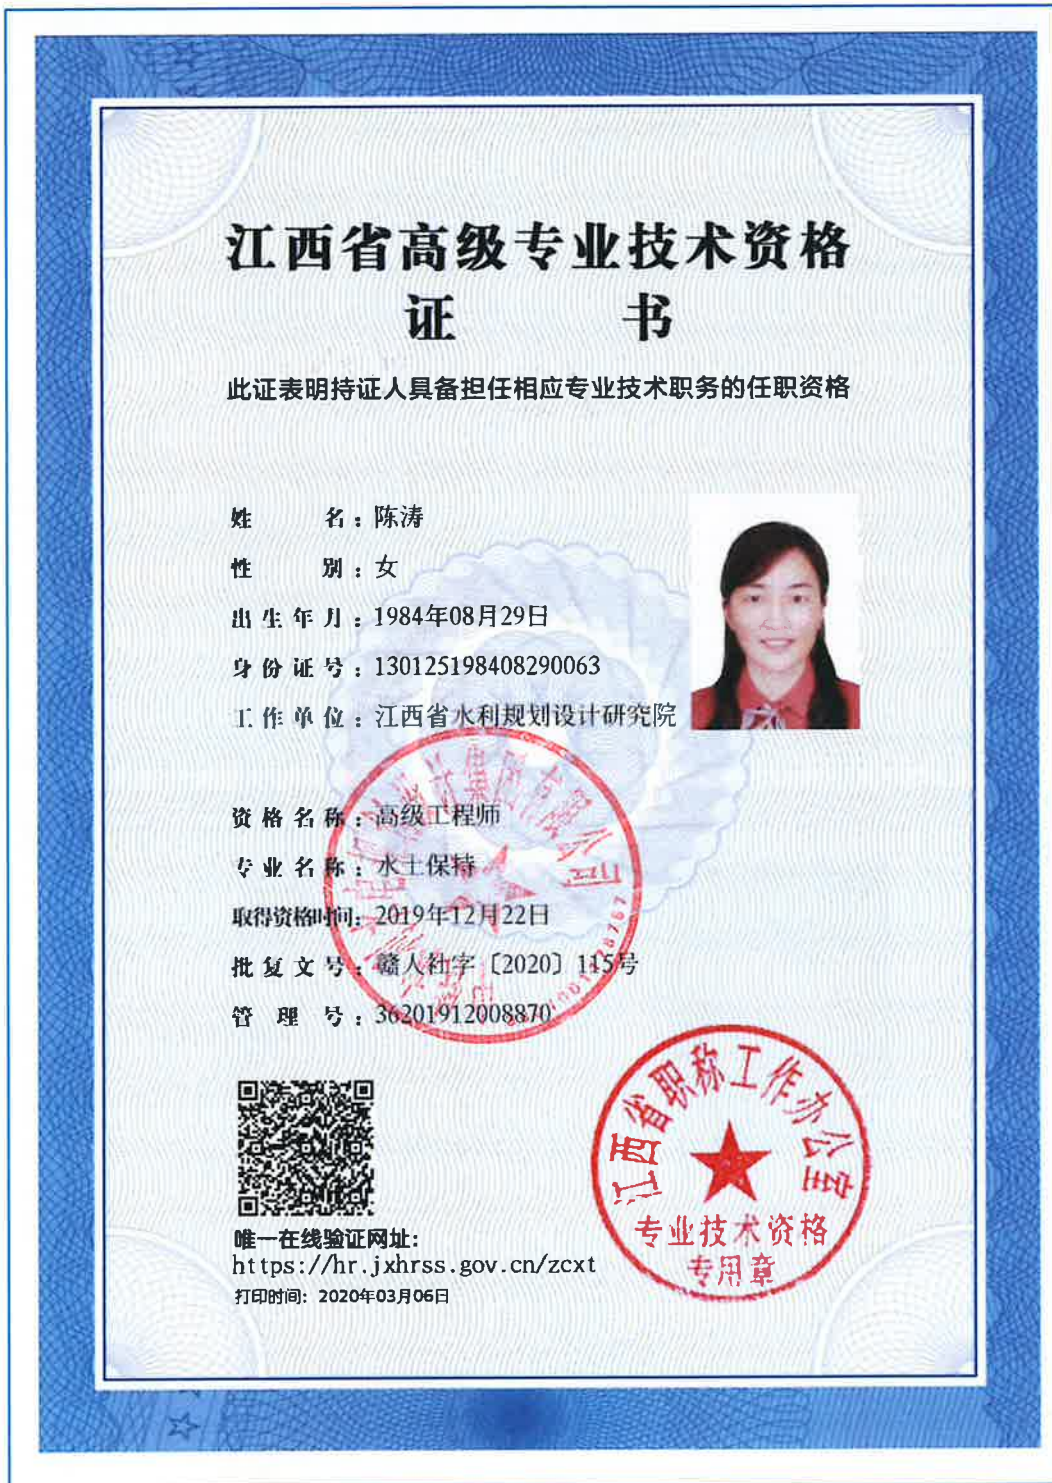 江西省高级专业技术资格
证 书
此证表明持证人具备担任相应专业技术职务的任职资格
姓 名：陈涛
性 别：女
出生年月：1984年08月29日
身份证号：130125198408290063
工作单位：江西省水利规划设计研究院
资格名称：高级工程师
专业名称：水土保持
取得资格时间：2019年12月22日
批复文号：赣人社字〔2020〕115号
管 理 号：36201912008870
江西省职称工作办公室
专业技术资格
专用章
唯一在线验证网址：
https://hr.jxhrss.gov.cn/zcxt
打印时间：2020年03月06日